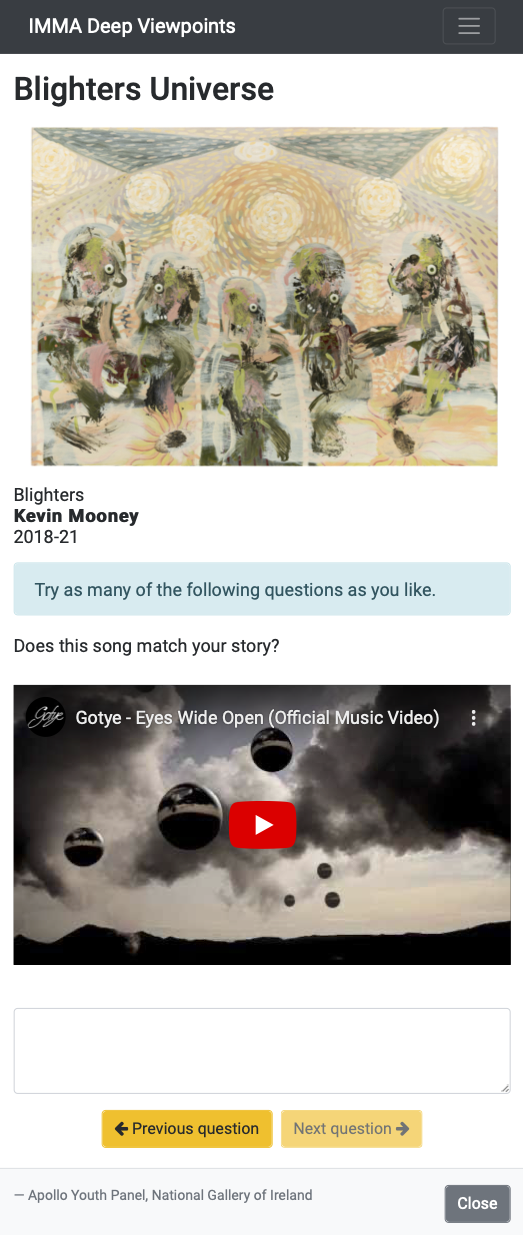 IMMA Deep Viewpoints
Blighters Universe
Blighters
Kevin Mooney
2018-21
Try as many of the following questions as you like.
Does this song match your story?
Gotye
Gotye - Eyes Wide Open (Official Music Video)
Previous question
Next question
— Apollo Youth Panel, National Gallery of Ireland
Close